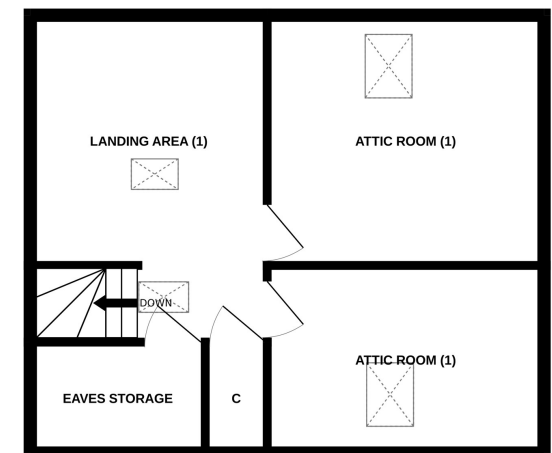 LANDING AREA (1)
ATTIC ROOM (1)
DOWN
ATTIC ROOM (1)
EAVES STORAGE
C